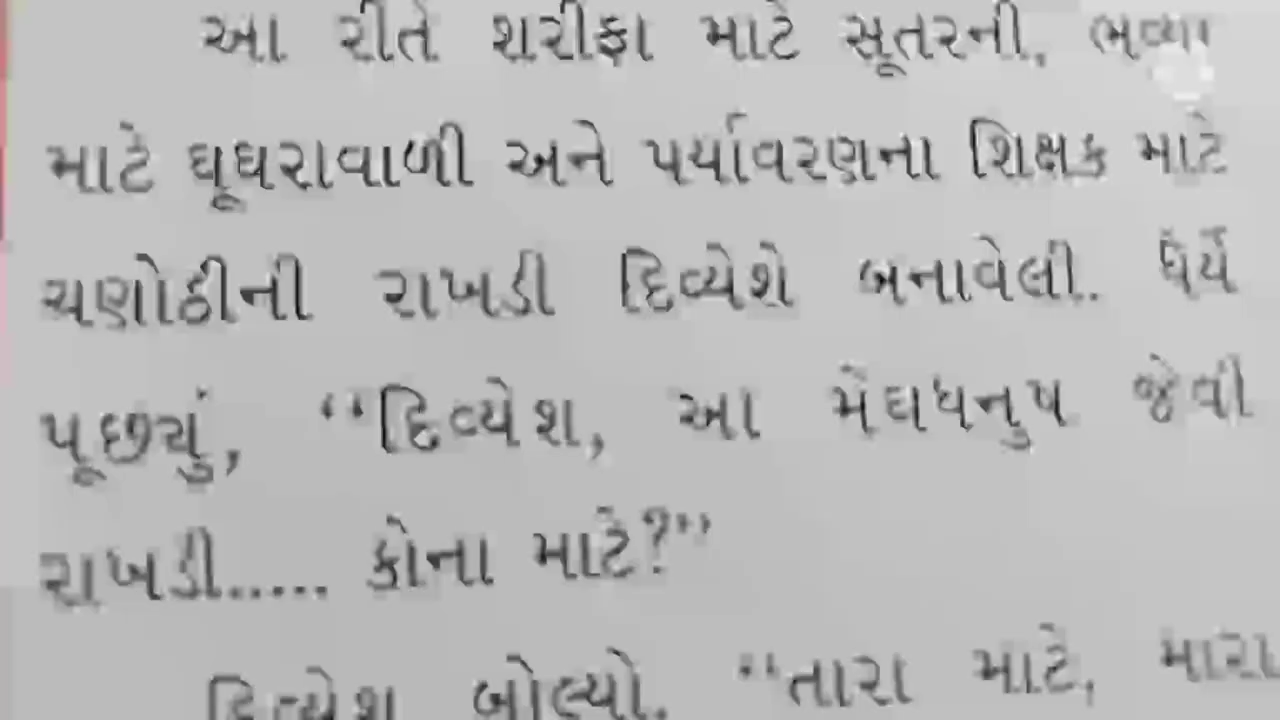 આ રીતે શરીફા માટે સૂતરની, ભવ્યા
માટે ઘૂઘરાવાળી અને પર્યાવરણના શિક્ષક માટે
ચણોઠીની રાખડી દિવ્યેશે બનાવેલી. ધૈર્યે
પૂછ્યું, “દિવ્યેશ, આ મેઘધનુષ જેવી
રાખડી..... કોના માટે?”
દિવ્યેશ બોલ્યો, “તારા માટે, મારા